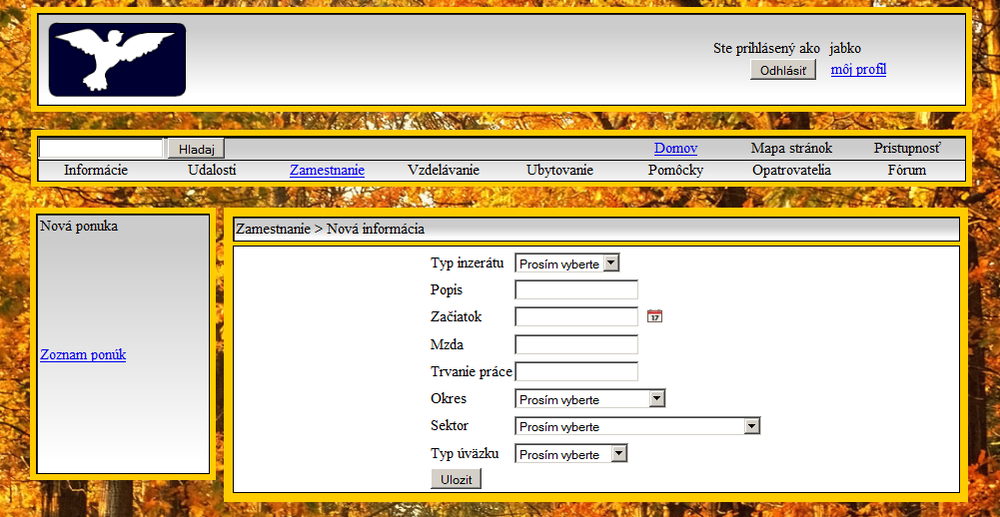 Ste prihlásený ako jabko
Odhlásiť môj profil
Hladaj Domov Mapa stránok Pristupnosť
Informácie Udalosti Zamestnanie Vzdelávanie Ubytovanie Pomôcky Opatrovatelia Fórum
Nová ponuka
Zoznam ponúk
Zamestnanie > Nová informácia
Typ inzerátu Prosím vyberte
Popis
Začiatok 17
Mzda
Trvanie práce
Okres Prosím vyberte
Sektor Prosím vyberte
Typ úväzku Prosím vyberte
Ulozit